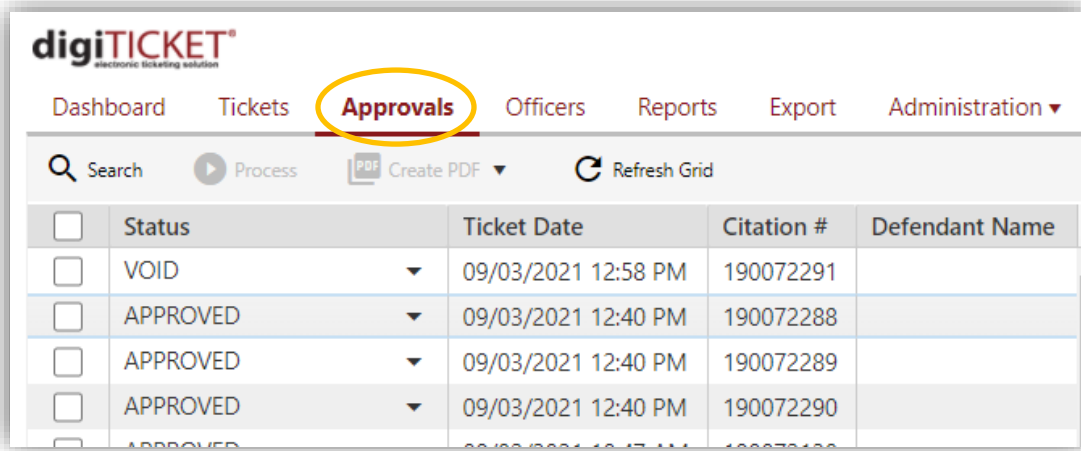 digiTICKET®
electronic ticketing solution
Dashboard Tickets Approvals Officers Reports Export Administration ▾
Search Process PDF Create PDF ▾ Refresh Grid
Status Ticket Date Citation # Defendant Name
VOID 09/03/2021 12:58 PM 190072291
APPROVED 09/03/2021 12:40 PM 190072288
APPROVED 09/03/2021 12:40 PM 190072289
APPROVED 09/03/2021 12:40 PM 190072290
APPROVED